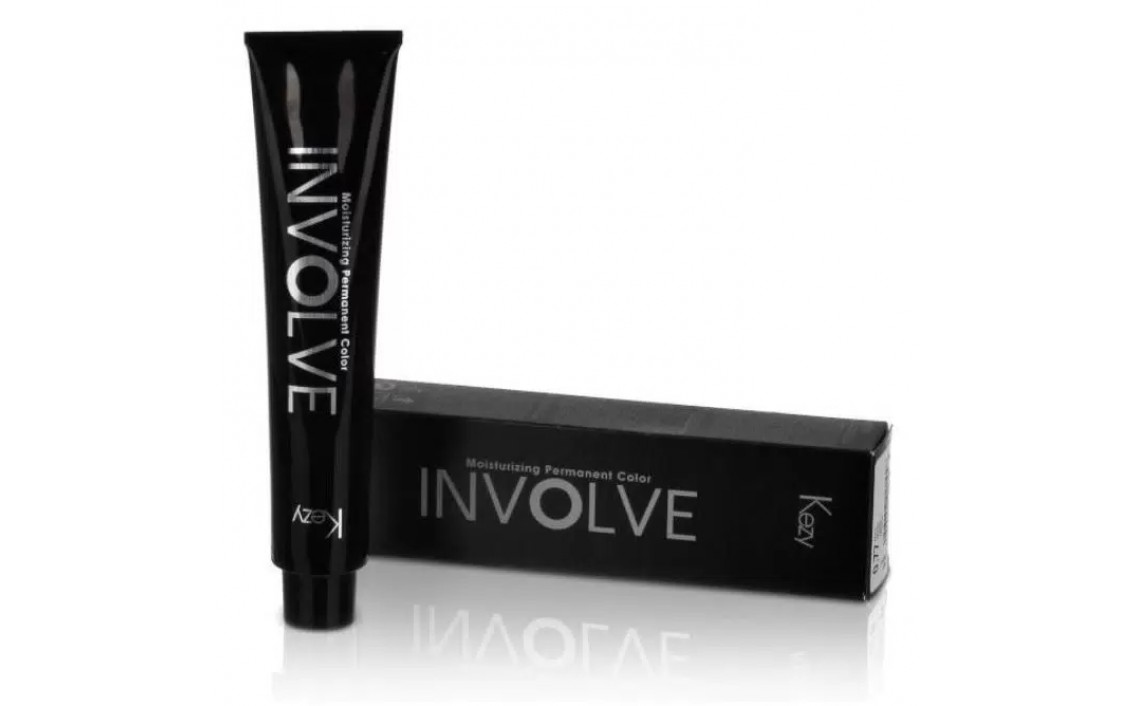 INVOLVE
Moisturizing Permanent Color
Kezy
Moisturizing Permanent Color
INVOLVE
Kezy